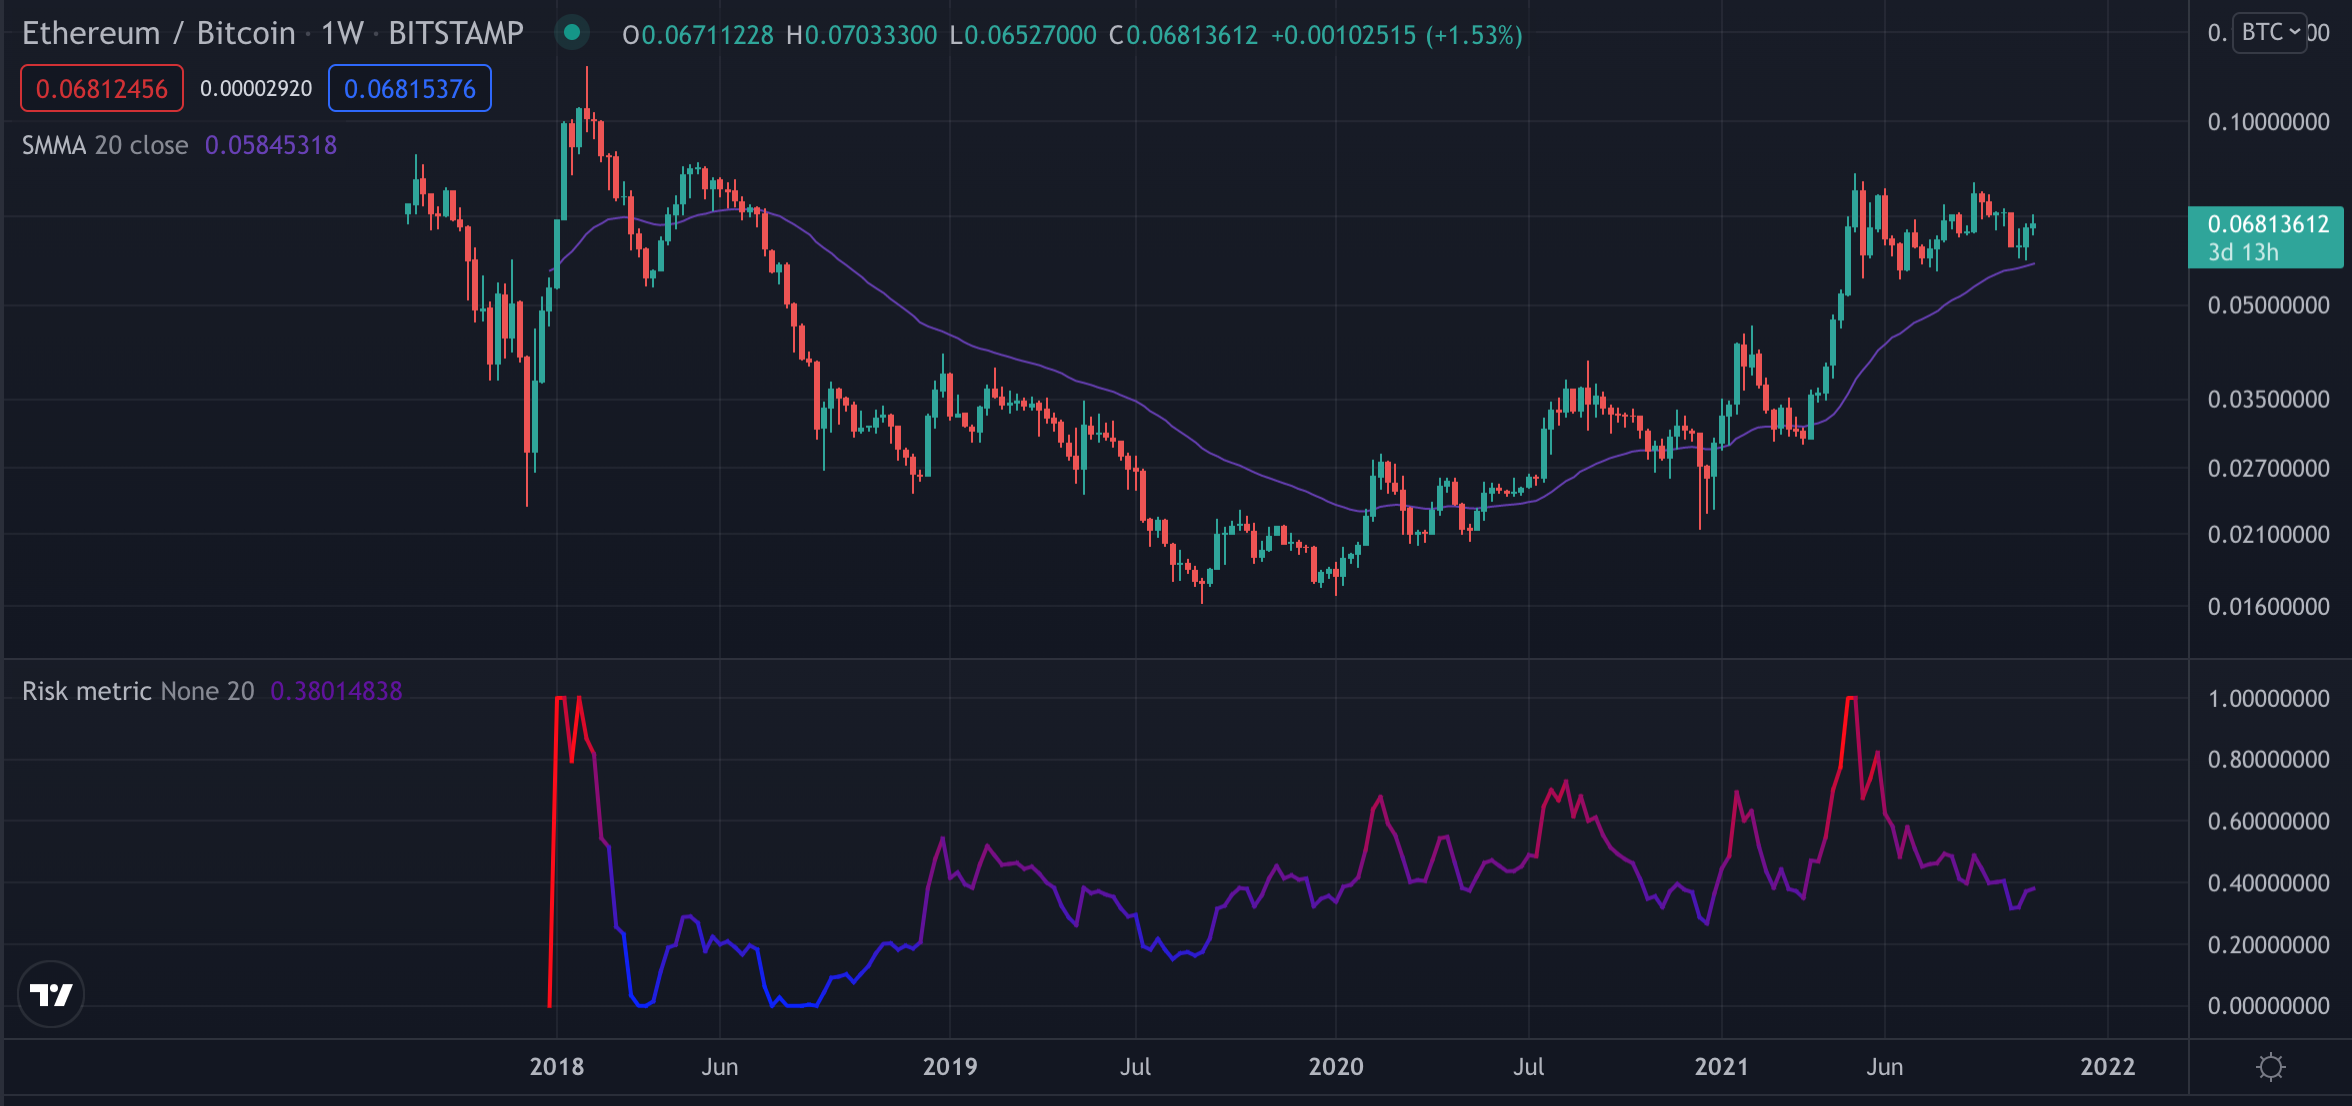 Ethereum / Bitcoin · 1W · BITSTAMP O0.06711228 H0.07033300 L0.06527000 C0.06813612 +0.00102515 (+1.53%)
BTC
0.06812456 0.00002920 0.06815376
SMMA 20 close 0.05845318
0.10000000
0.06813612
3d 13h
0.05000000
0.03500000
0.02700000
0.02100000
0.01600000
Risk metric None 20 0.38014838
1.00000000
0.80000000
0.60000000
0.40000000
0.20000000
0.00000000
2018 Jun 2019 Jul 2020 Jul 2021 Jun 2022